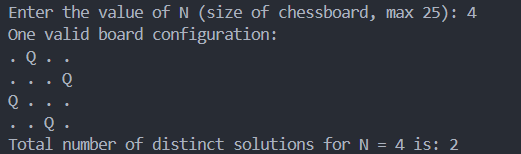 Enter the value of N (size of chessboard, max 25): 4
One valid board configuration:
. Q . .
. . . Q
Q . . .
. . Q .
Total number of distinct solutions for N = 4 is: 2